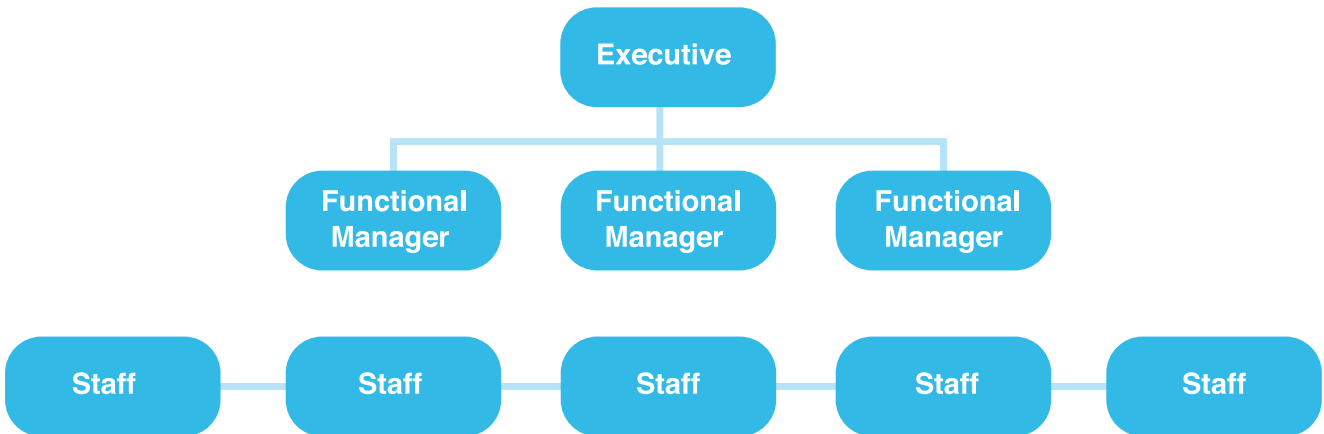 Executive
Functional
Manager
Functional
Manager
Functional
Manager
Staff
Staff
Staff
Staff
Staff